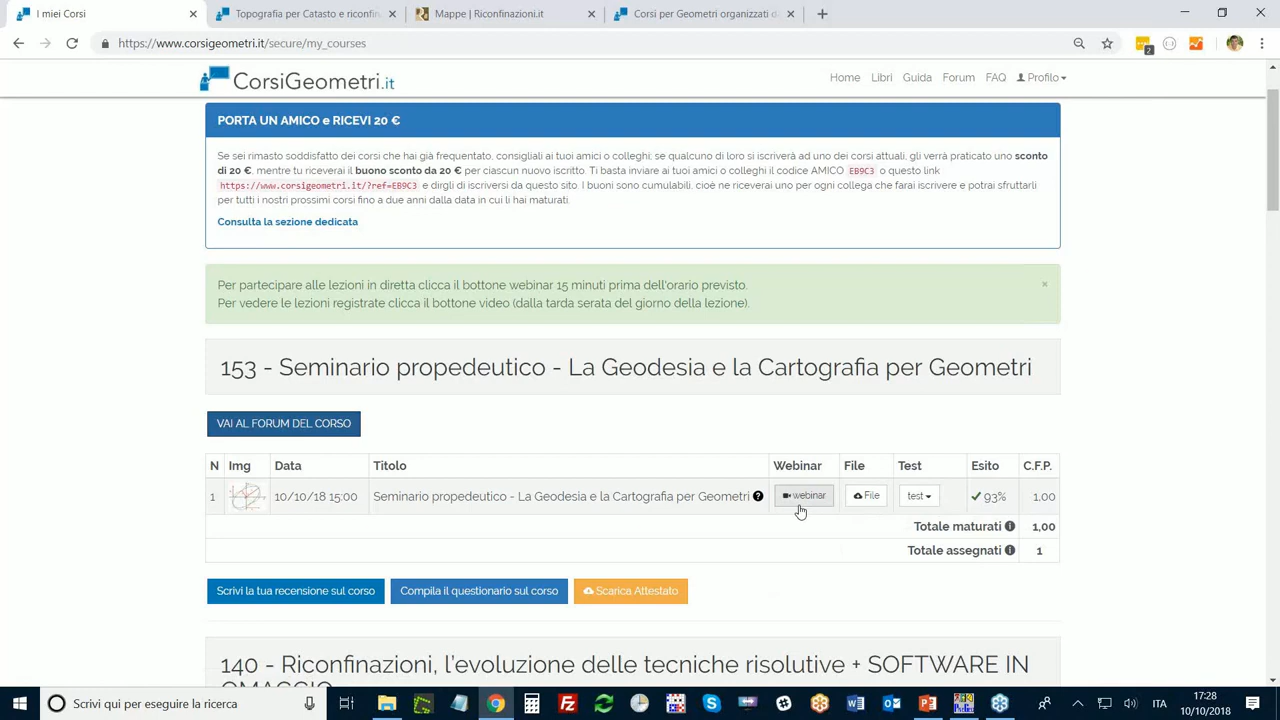 I miei Corsi
Topografia per Catasto e riconfin
Mappe | Riconfinazioni.it
Corsi per Geometri organizzati d
https://www.corsigeometri.it/secure/my_courses
2
CorsiGeometri.it
Home Libri Guida Forum FAQ Profilo
PORTA UN AMICO e RICEVI 20 €
Se sei rimasto soddisfatto dei corsi che hai già frequentato, consigliali ai tuoi amici o colleghi; se qualcuno di loro si iscriverà ad uno dei corsi attuali, gli verrà praticato uno sconto
di 20 €, mentre tu riceverai il buono sconto da 20 € per ciascun nuovo iscritto. Ti basta inviare ai tuoi amici o colleghi il codice AMICO EB9C3 o questo link
https://www.corsigeometri.it/?ref=EB9C3 e dirgli di iscriversi da questo sito. I buoni sono cumulabili, cioè ne riceverai uno per ogni collega che farai iscrivere e potrai sfruttarli
per tutti i nostri prossimi corsi fino a due anni dalla data in cui li hai maturati.
Consulta la sezione dedicata
Per partecipare alle lezioni in diretta clicca il bottone webinar 15 minuti prima dell'orario previsto.
Per vedere le lezioni registrate clicca il bottone video (dalla tarda serata del giorno della lezione).
153 - Seminario propedeutico - La Geodesia e la Cartografia per Geometri
VAI AL FORUM DEL CORSO
N Img Data Titolo Webinar File Test Esito C.F.P.
1 10/10/18 15:00 Seminario propedeutico - La Geodesia e la Cartografia per Geometri webinar File test 93% 1,00
Totale maturati 1,00
Totale assegnati 1
Scrivi la tua recensione sul corso
Compila il questionario sul corso
Scarica Attestato
140 - Riconfinazioni, l'evoluzione delle tecniche risolutive + SOFTWARE IN
OMAGGIO
Scrivi qui per eseguire la ricerca
ITA
17:28
10/10/2018